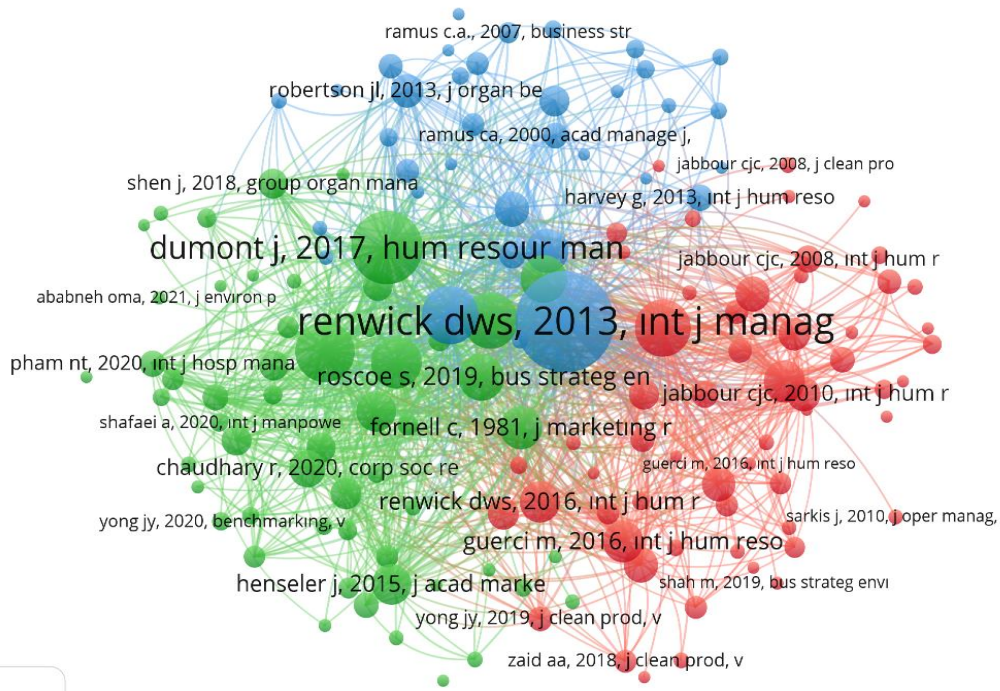 ramus c.a., 2007, business str
robertson jl, 2013, j organ be
ramus ca, 2000, acad manage j,
jabbour cjc, 2008, j clean pro
shen j, 2018, group organ mana
harvey g, 2013, ınt j hum reso
dumont j, 2017, hum resour man
jabbour cjc, 2008, ınt j hum r
ababneh oma, 2021, j environ p
renwick dws, 2013, ınt j manag
pham nt, 2020, ınt j hosp mana
roscoe s, 2019, bus strateg en
jabbour cjc, 2010, ınt j hum r
shafaei a, 2020, ınt j manpowe
fornell c, 1981, j marketıng r
chaudhary r, 2020, corp soc re
guerci m, 2016, ınt j hum reso
renwick dws, 2016, ınt j hum r
yong jy, 2020, benchmarkıng, v
sarkis j, 2010, j oper manag,
guerci m, 2016, ınt j hum reso
henseler j, 2015, j acad marke
shah m, 2019, bus strateg envı
yong jy, 2019, j clean prod, v
zaid aa, 2018, j clean prod, v